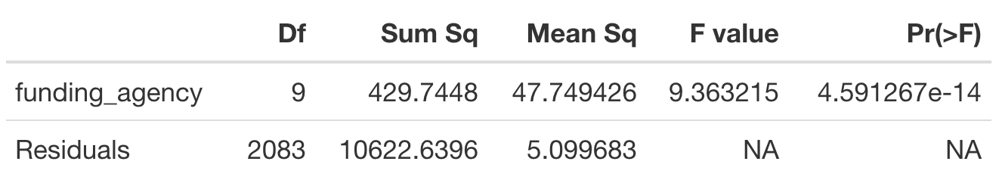 Df Sum Sq Mean Sq F value Pr(>F)
funding_agency 9 429.7448 47.749426 9.363215 4.591267e-14
Residuals 2083 10622.6396 5.099683 NA NA